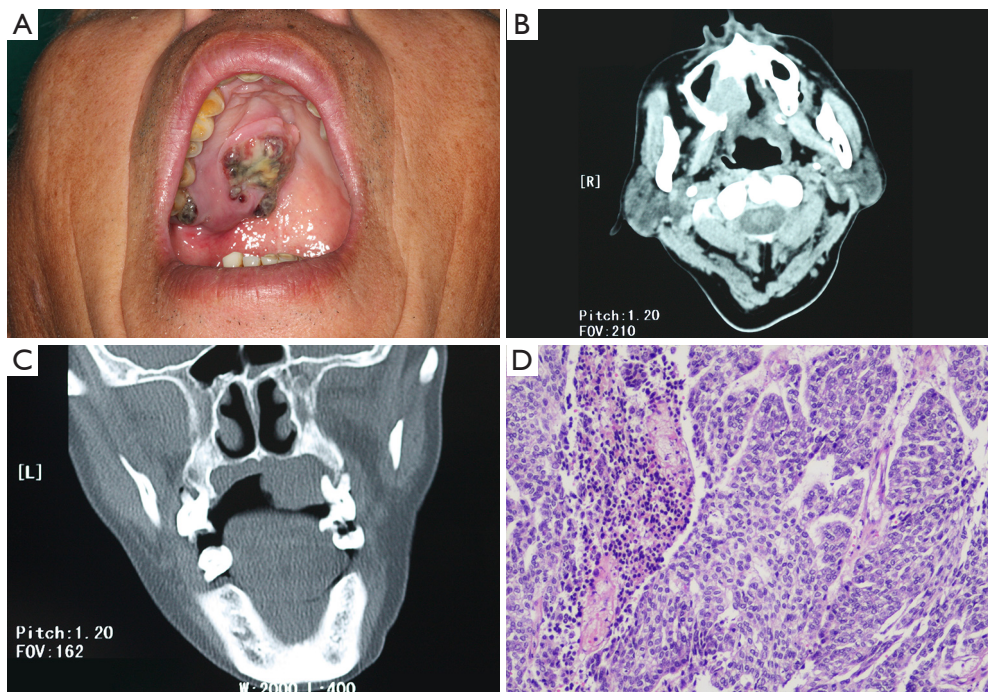 A
B
[R]
Pitch:1.20
FOV:210
C
[L]
Pitch:1.20
FOV:162
W:2000 L:400
D